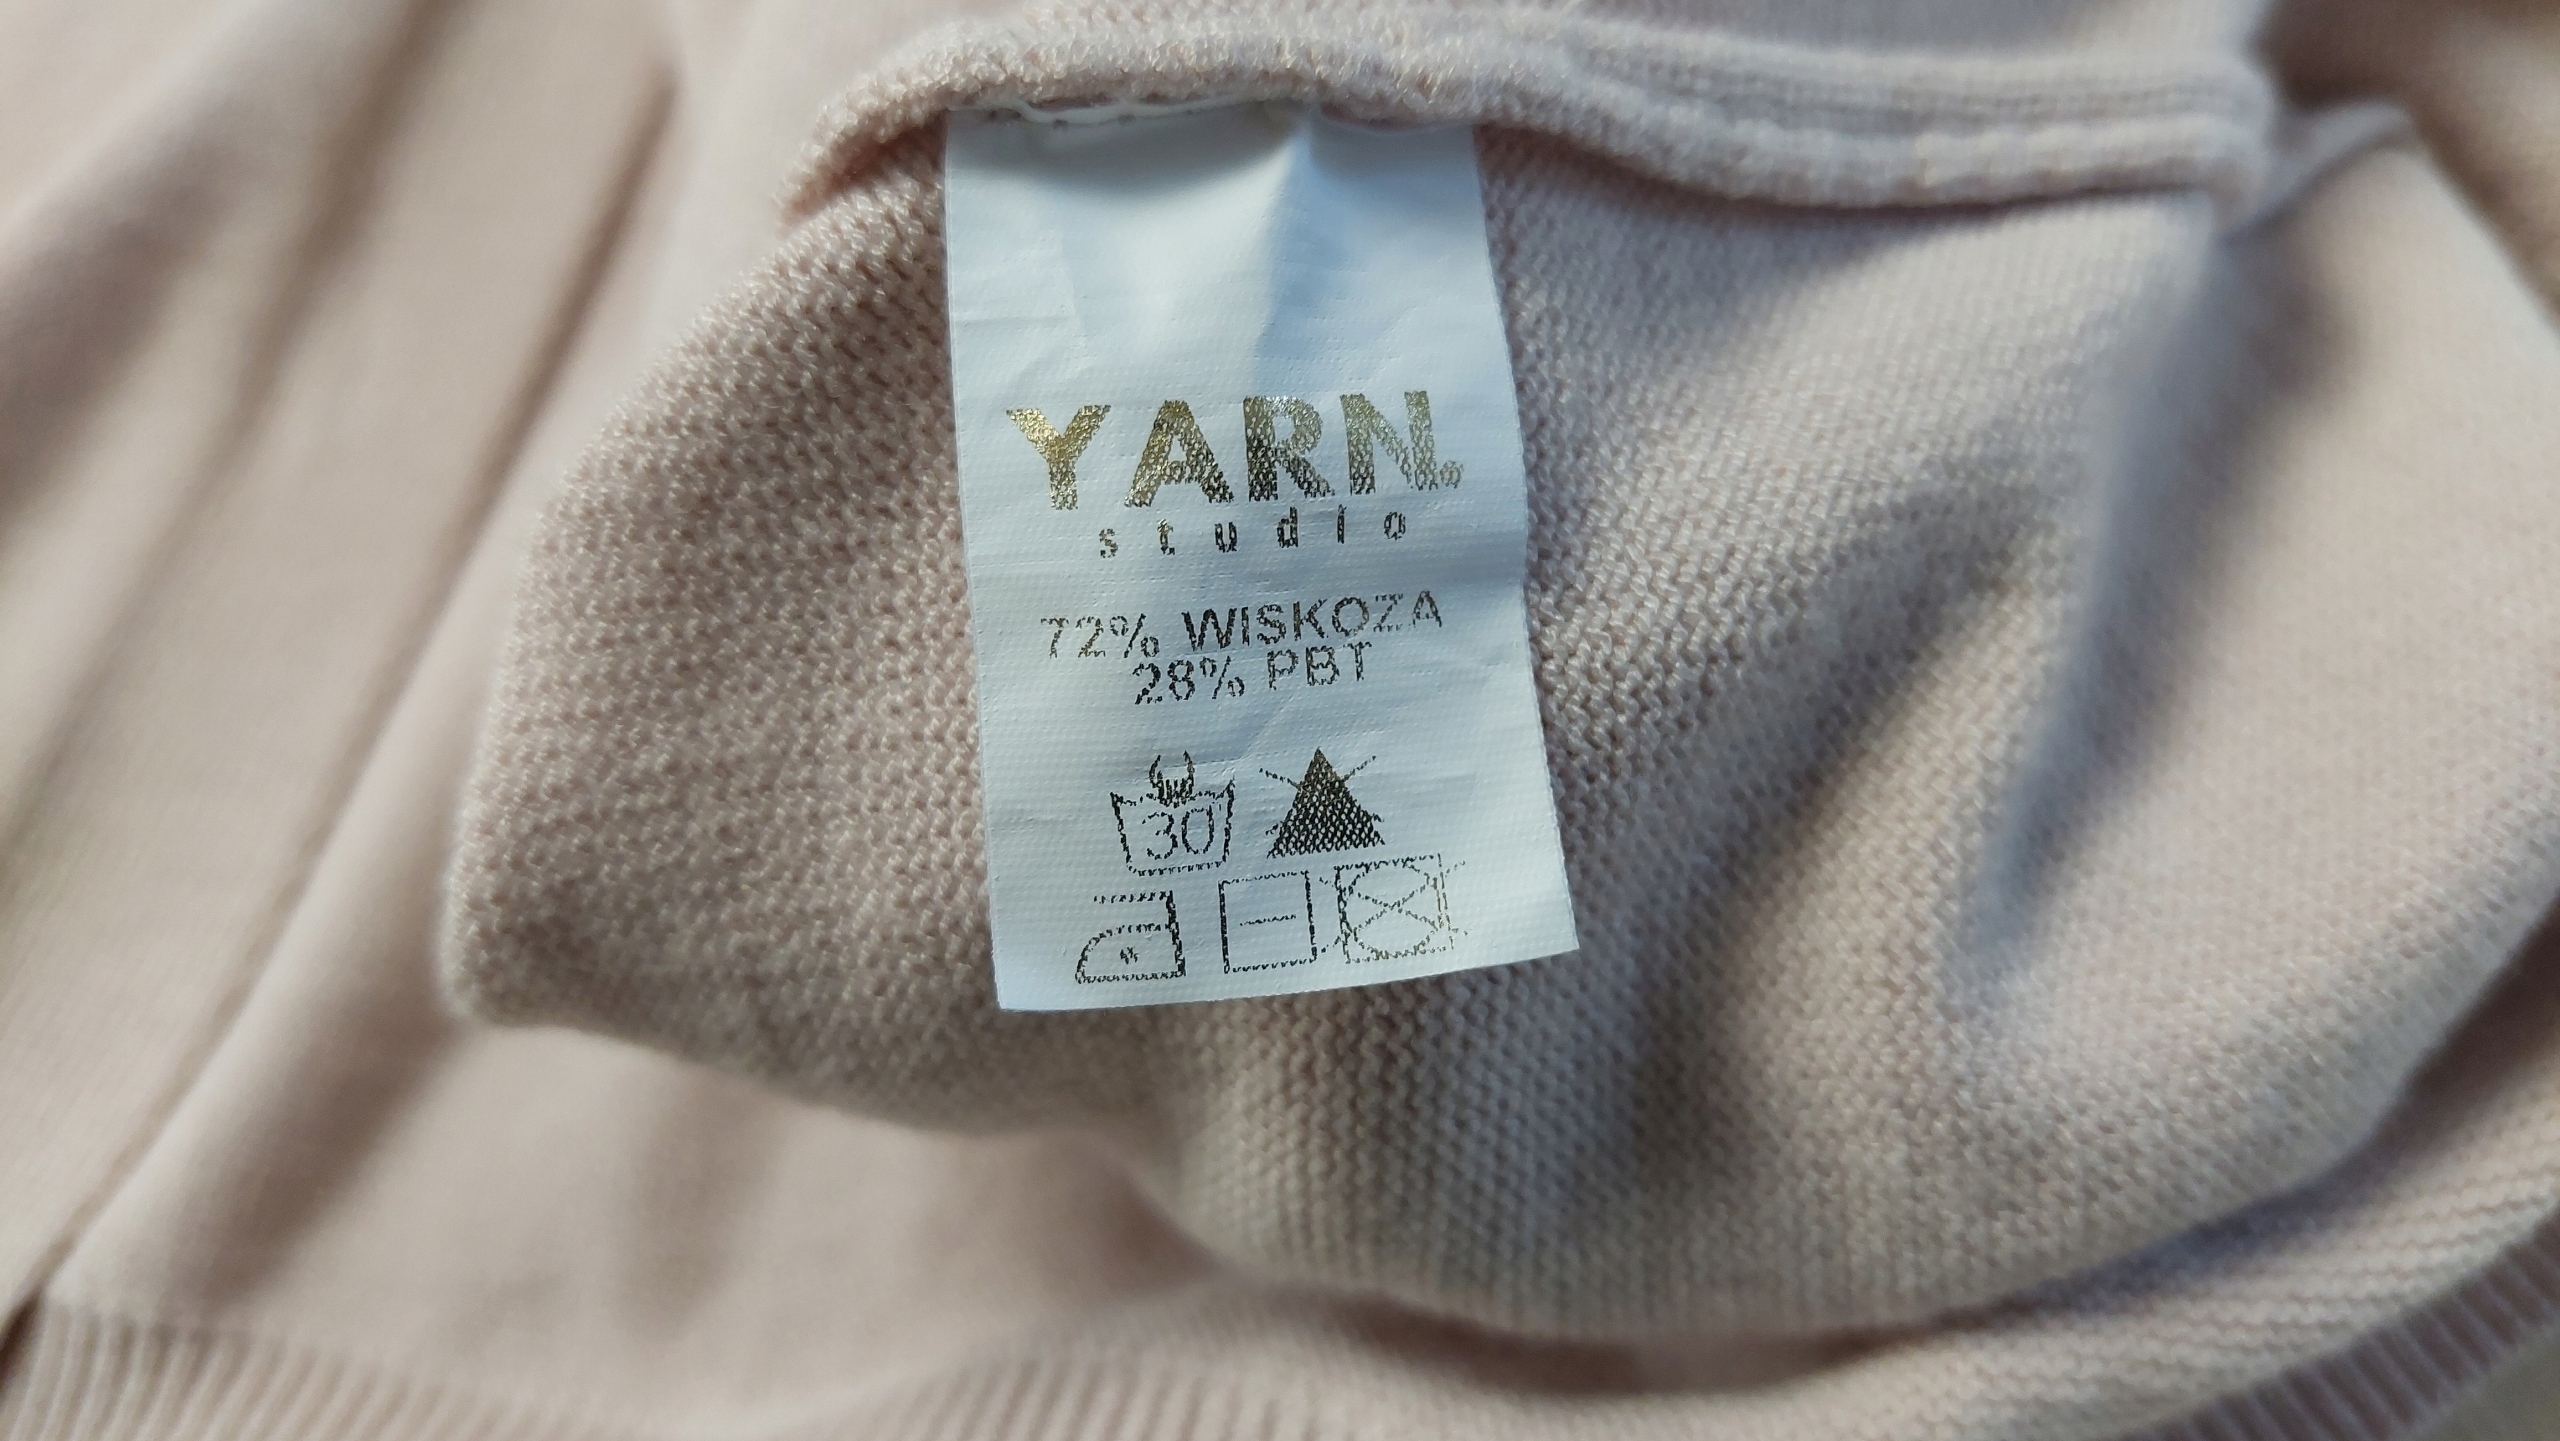 YARN.
studio
72% WISKOZA
28% PBT
30